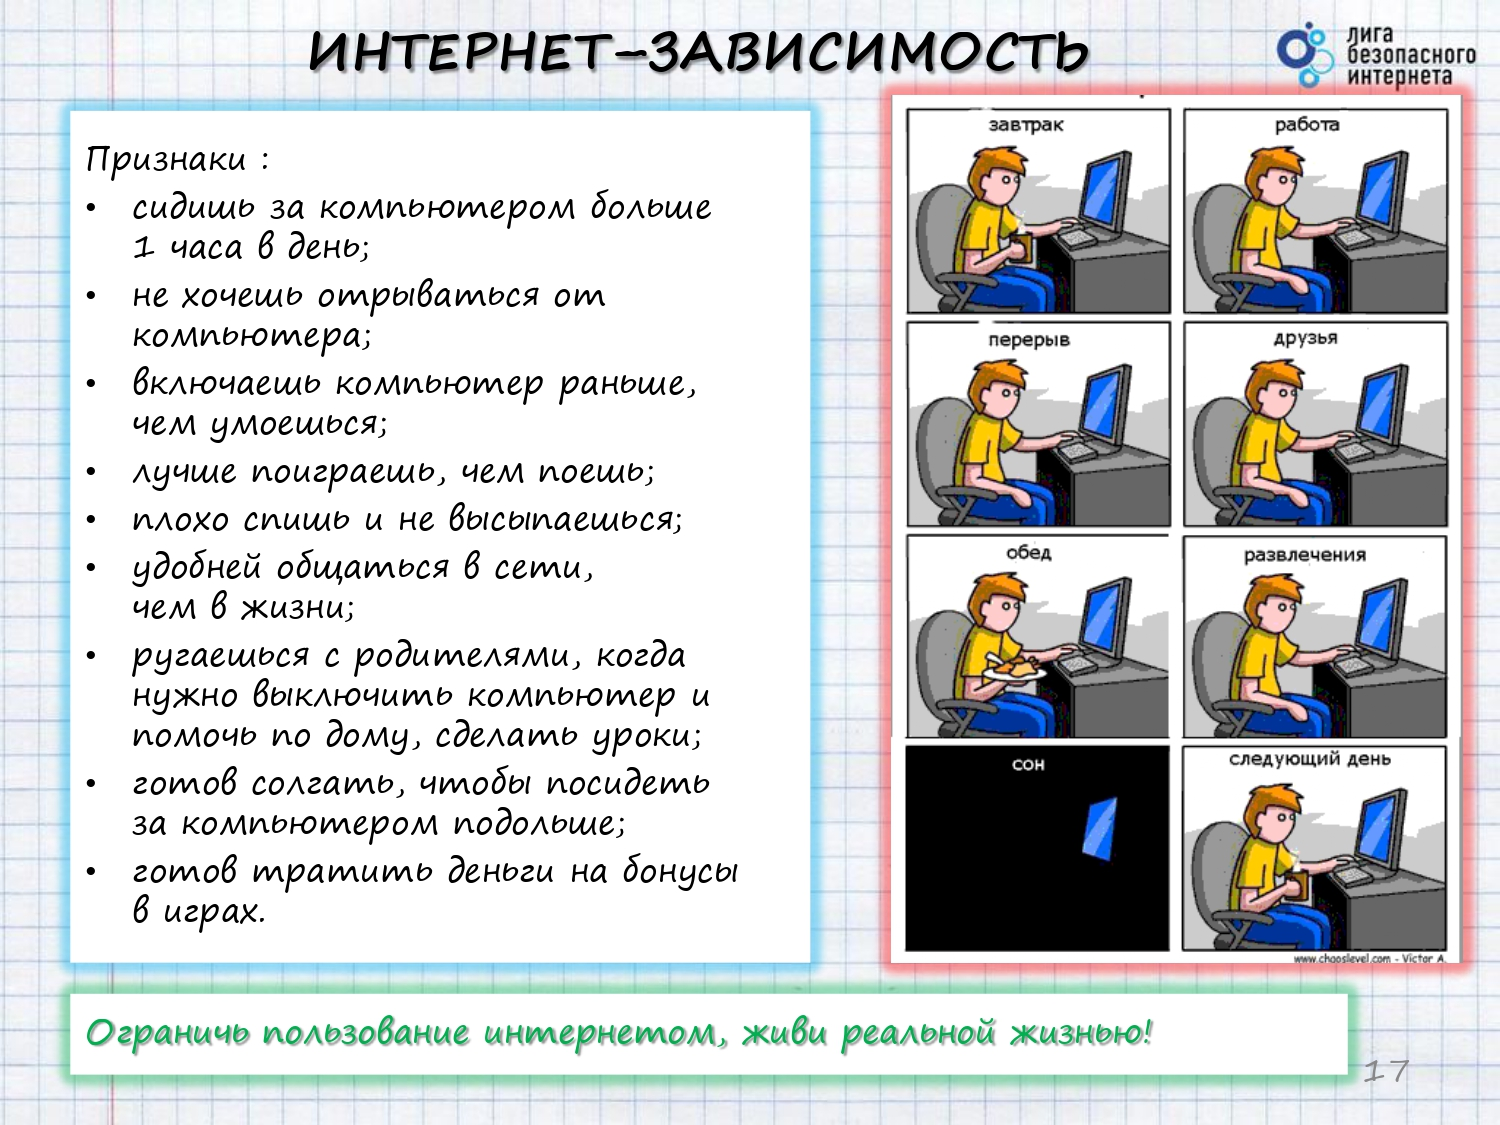 ИНТЕРНЕТ–ЗАВИСИМОСТЬ
лига
безопасного
интернета
Признаки :
• сидишь за компьютером больше
1 часа в день;
• не хочешь отрываться от
компьютера;
• включаешь компьютер раньше,
чем умоешься;
• лучше поиграешь, чем поешь;
• плохо спишь и не высыпаешься;
• удобней общаться в сети,
чем в жизни;
• ругаешься с родителями, когда
нужно выключить компьютер и
помочь по дому, сделать уроки;
• готов солгать, чтобы посидеть
за компьютером подольше;
• готов тратить деньги на бонусы
в играх.
завтрак
работа
перерыв
друзья
обед
развлечения
сон
следующий день
www.chaoslevel.com - Victor A.
Ограничь пользование интернетом, живи реальной жизнью!
17